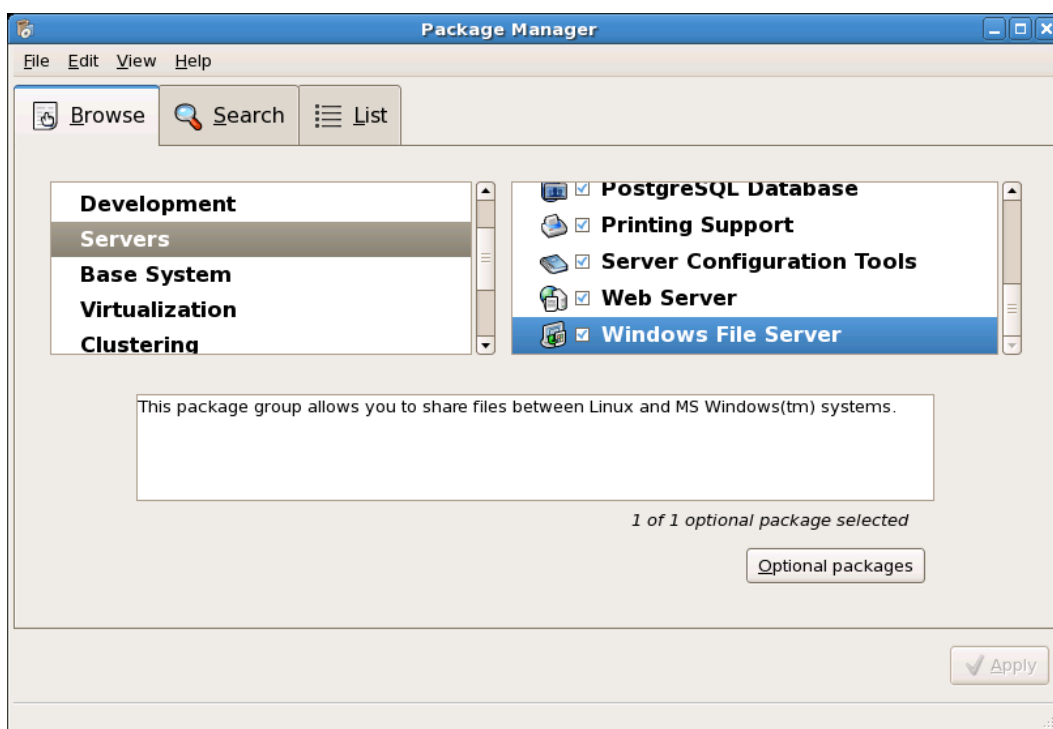 Package Manager
File Edit View Help
Browse Search List
Development
Servers
Base System
Virtualization
Clustering
PostgreSQL Database
Printing Support
Server Configuration Tools
Web Server
Windows File Server
This package group allows you to share files between Linux and MS Windows(tm) systems.
1 of 1 optional package selected
Optional packages
Apply